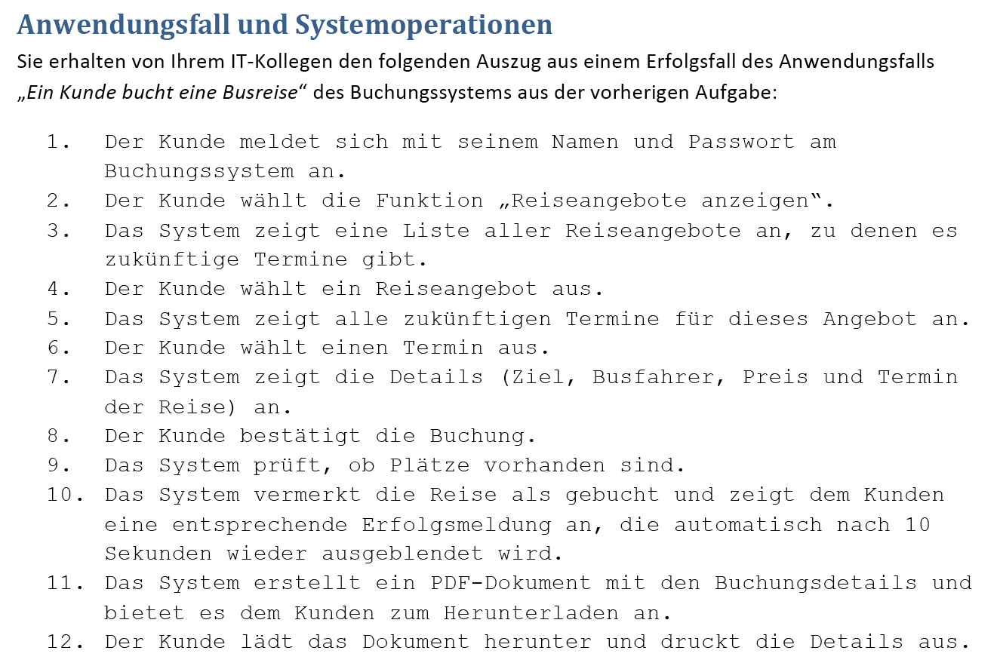 Anwendungsfall und Systemoperationen
Sie erhalten von Ihrem IT-Kollegen den folgenden Auszug aus einem Erfolgsfall des Anwendungsfalls
„Ein Kunde bucht eine Busreise“ des Buchungssystems aus der vorherigen Aufgabe:
1. Der Kunde meldet sich mit seinem Namen und Passwort am
Buchungssystem an.
2. Der Kunde wählt die Funktion „Reiseangebote anzeigen“.
3. Das System zeigt eine Liste aller Reiseangebote an, zu denen es
zukünftige Termine gibt.
4. Der Kunde wählt ein Reiseangebot aus.
5. Das System zeigt alle zukünftigen Termine für dieses Angebot an.
6. Der Kunde wählt einen Termin aus.
7. Das System zeigt die Details (Ziel, Busfahrer, Preis und Termin
der Reise) an.
8. Der Kunde bestätigt die Buchung.
9. Das System prüft, ob Plätze vorhanden sind.
10. Das System vermerkt die Reise als gebucht und zeigt dem Kunden
eine entsprechende Erfolgsmeldung an, die automatisch nach 10
Sekunden wieder ausgeblendet wird.
11. Das System erstellt ein PDF-Dokument mit den Buchungsdetails und
bietet es dem Kunden zum Herunterladen an.
12. Der Kunde lädt das Dokument herunter und druckt die Details aus.